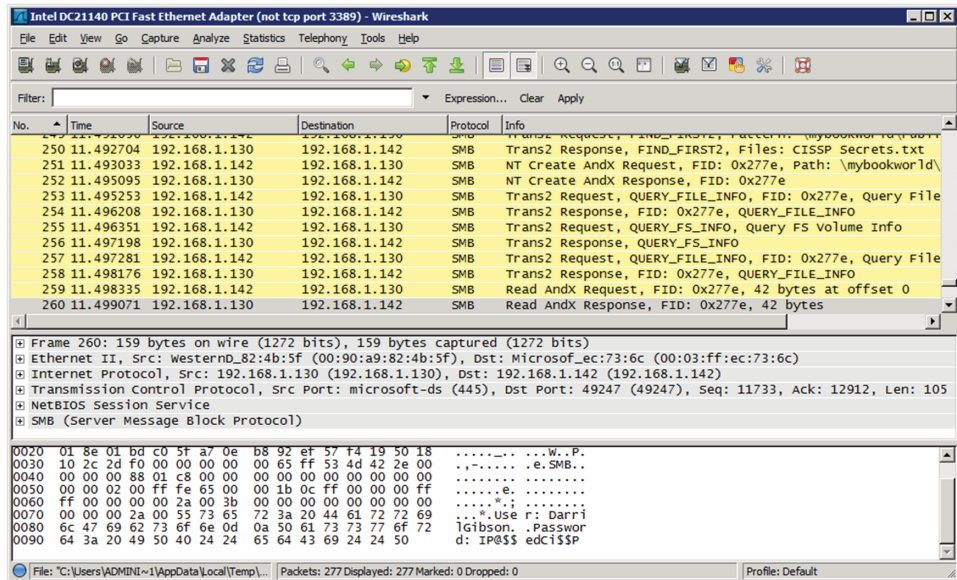 Intel DC21140 PCI Fast Ethernet Adapter (not tcp port 3389) - Wireshark
File Edit View Go Capture Analyze Statistics Telephony Tools Help
Filter: Expression... Clear Apply
No. Time Source Destination Protocol Info
250 11.492704 192.168.1.130 192.168.1.142 SMB Trans2 Response, FIND_FIRST2, Files: CISSP Secrets.txt
251 11.493033 192.168.1.142 192.168.1.130 SMB NT Create AndX Request, FID: 0x277e, Path: \mybookworld\
252 11.495095 192.168.1.130 192.168.1.142 SMB NT Create AndX Response, FID: 0x277e
253 11.495253 192.168.1.142 192.168.1.130 SMB Trans2 Request, QUERY_FILE_INFO, FID: 0x277e, Query File
254 11.496208 192.168.1.130 192.168.1.142 SMB Trans2 Response, FID: 0x277e, QUERY_FILE_INFO
255 11.496351 192.168.1.142 192.168.1.130 SMB Trans2 Request, QUERY_FS_INFO, Query FS Volume Info
256 11.497198 192.168.1.130 192.168.1.142 SMB Trans2 Response, QUERY_FS_INFO
257 11.497281 192.168.1.142 192.168.1.130 SMB Trans2 Request, QUERY_FILE_INFO, FID: 0x277e, Query File
258 11.498176 192.168.1.130 192.168.1.142 SMB Trans2 Response, FID: 0x277e, QUERY_FILE_INFO
259 11.498335 192.168.1.142 192.168.1.130 SMB Read AndX Request, FID: 0x277e, 42 bytes at offset 0
260 11.499071 192.168.1.130 192.168.1.142 SMB Read AndX Response, FID: 0x277e, 42 bytes
Frame 260: 159 bytes on wire (1272 bits), 159 bytes captured (1272 bits)
Ethernet II, Src: WesternD_82:4b:5f (00:90:a9:82:4b:5f), Dst: Microsof_ec:73:6c (00:03:ff:ec:73:6c)
Internet Protocol, Src: 192.168.1.130 (192.168.1.130), Dst: 192.168.1.142 (192.168.1.142)
Transmission Control Protocol, Src Port: microsoft-ds (445), Dst Port: 49247 (49247), Seq: 11733, Ack: 12912, Len: 105
NetBIOS Session Service
SMB (Server Message Block Protocol)
0020 01 8e 01 bd c0 5f a7 0e b8 92 ef 57 f4 19 50 18 ....._.. ...W..P.
0030 10 2c 2d f0 00 00 00 00 00 65 ff 53 4d 42 2e 00 .,-..... .e.SMB..
0040 00 00 00 88 01 c8 00 00 00 00 00 00 00 00 00 00 ........ ........
0050 00 00 02 00 ff fe 65 00 00 1b 0c ff 00 00 00 ff ......e. ........
0060 ff 00 00 00 00 2a 00 3b 00 00 00 00 00 00 00 00 .....*.; ........
0070 00 00 00 2a 00 55 73 65 72 3a 20 44 61 72 72 69 ...*.Use r: Darri
0080 6c 47 69 62 73 6f 6e 0d 0a 50 61 73 73 77 6f 72 lGibson. .Passwor
0090 64 3a 20 49 50 40 24 24 65 64 43 69 24 24 50 d: IP@$$ edCi$$P
File: "C:\Users\ADMINI~1\AppData\Local\Temp\... Packets: 277 Displayed: 277 Marked: 0 Dropped: 0 Profile: Default